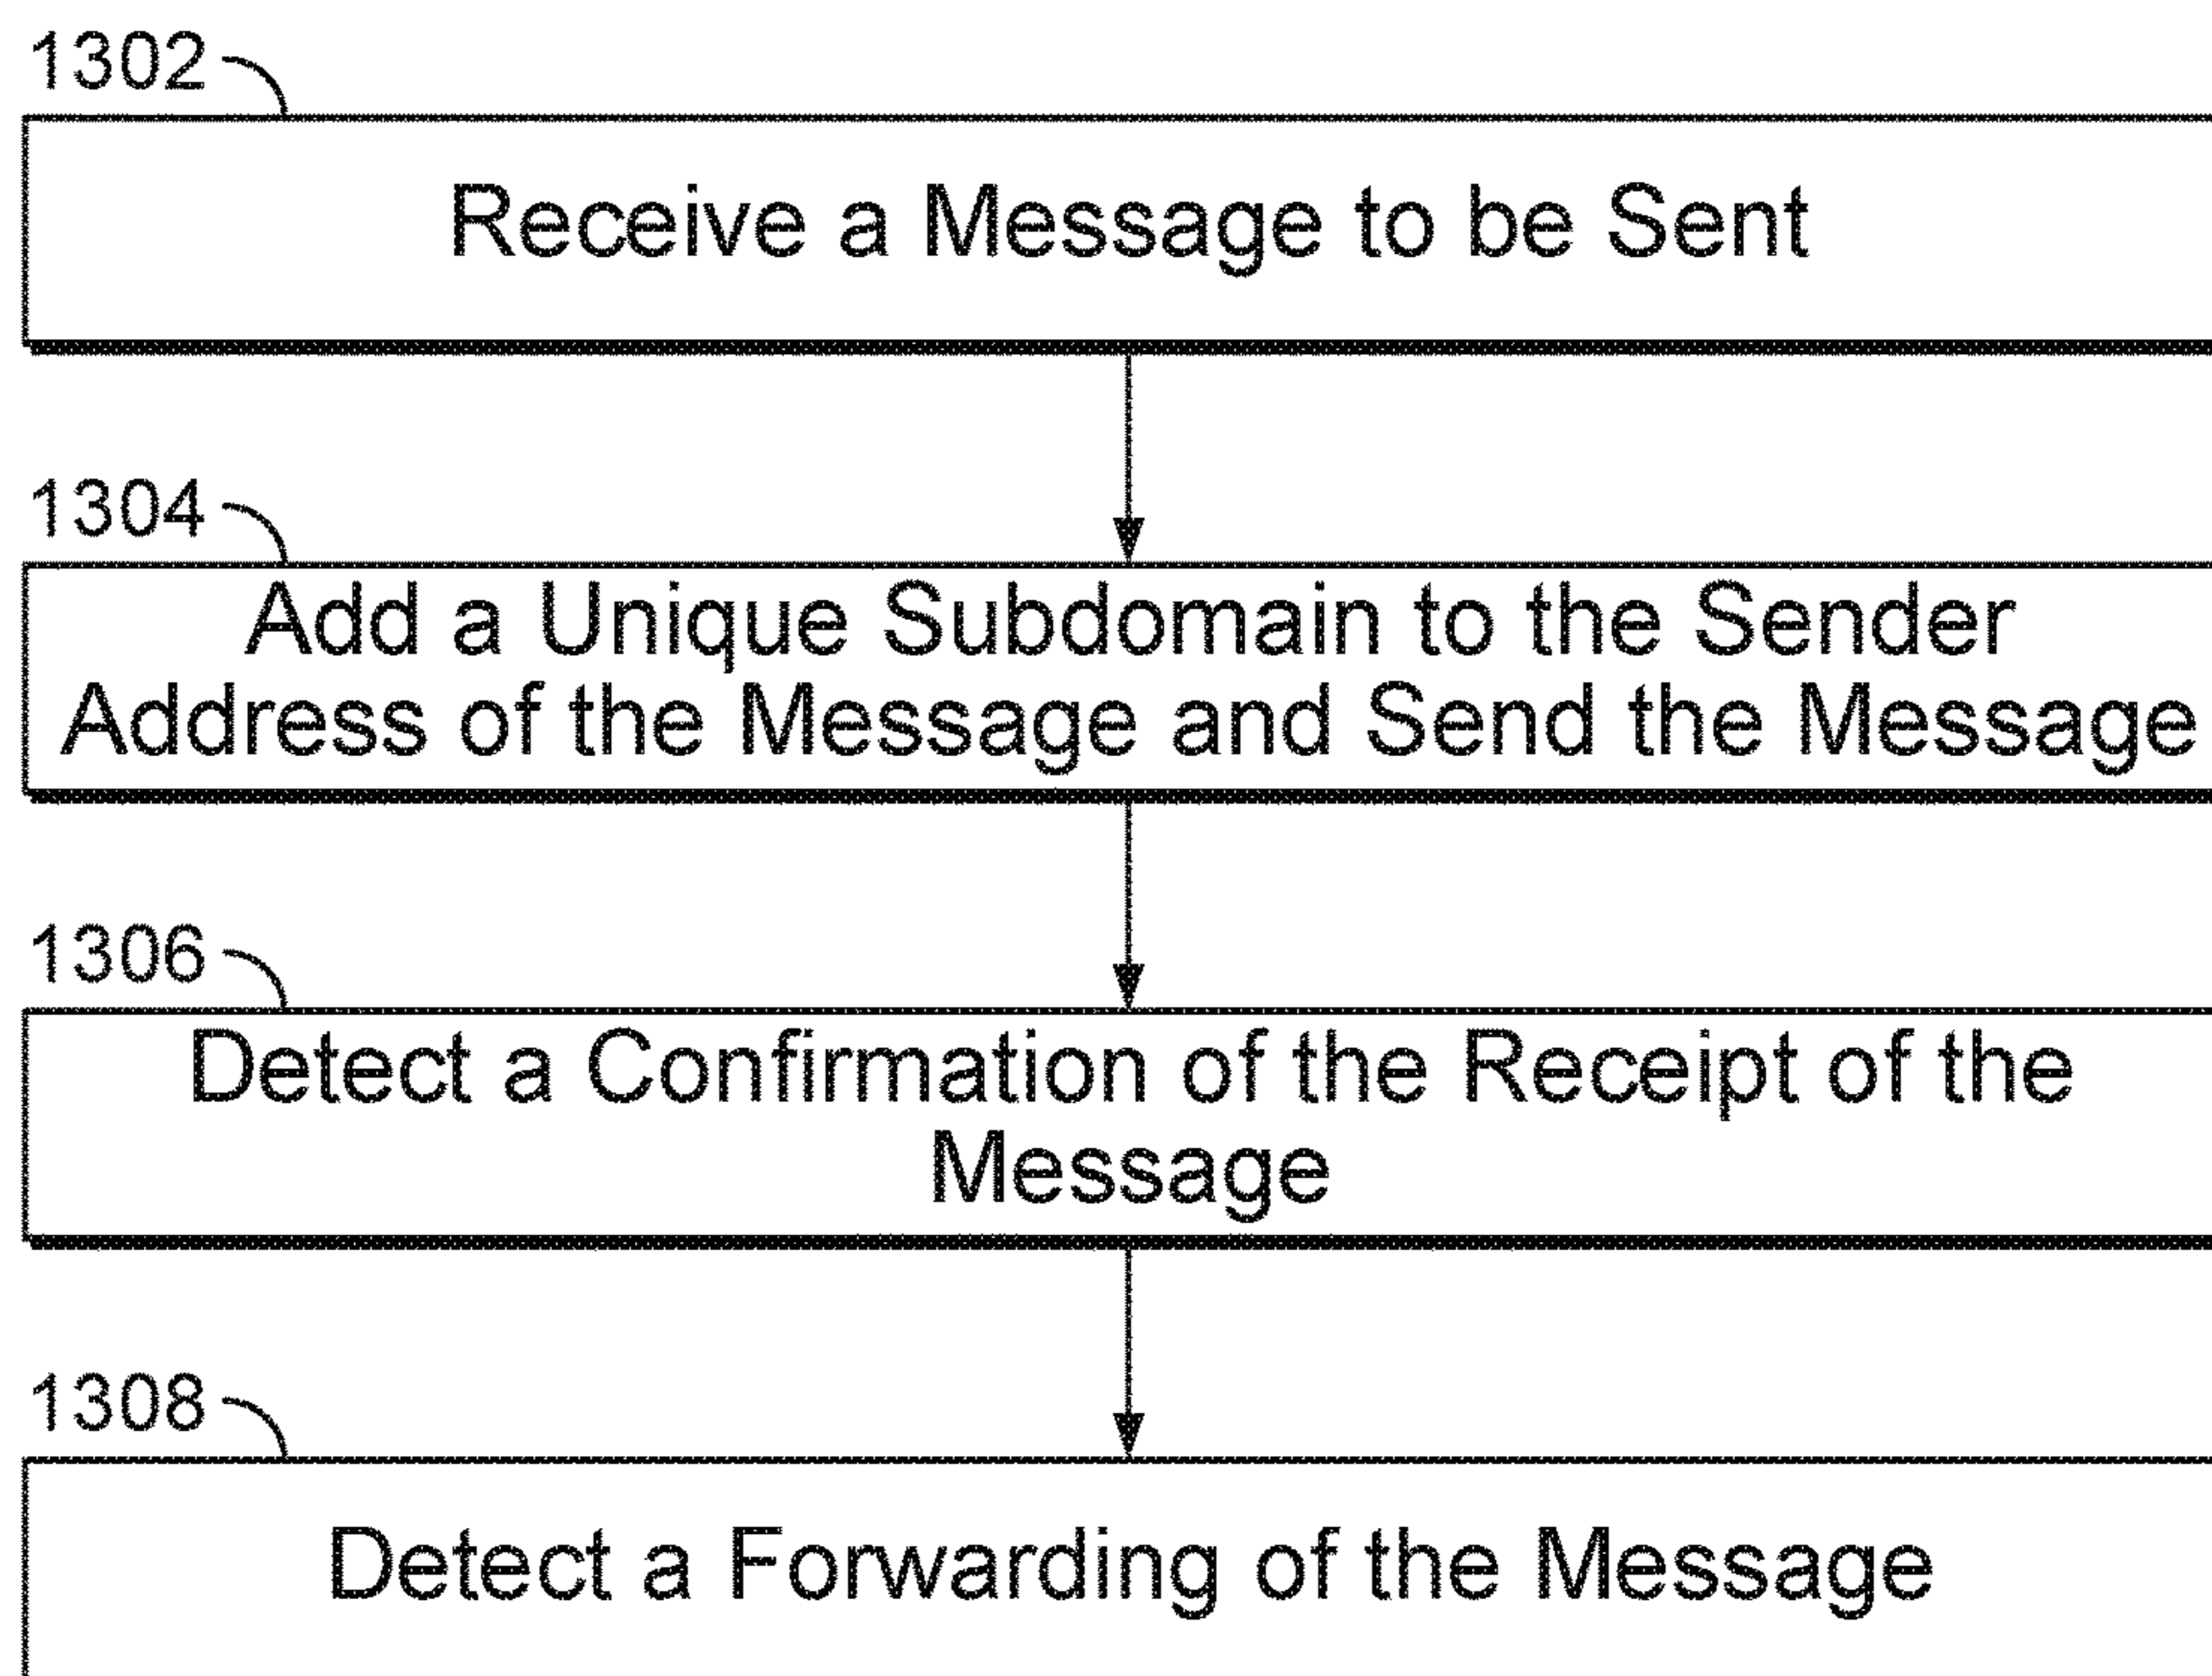 1302
Receive a Message to be Sent
1304
Add a Unique Subdomain to the Sender
Address of the Message and Send the Message
1306
Detect a Confirmation of the Receipt of the
Message
1308
Detect a Forwarding of the Message